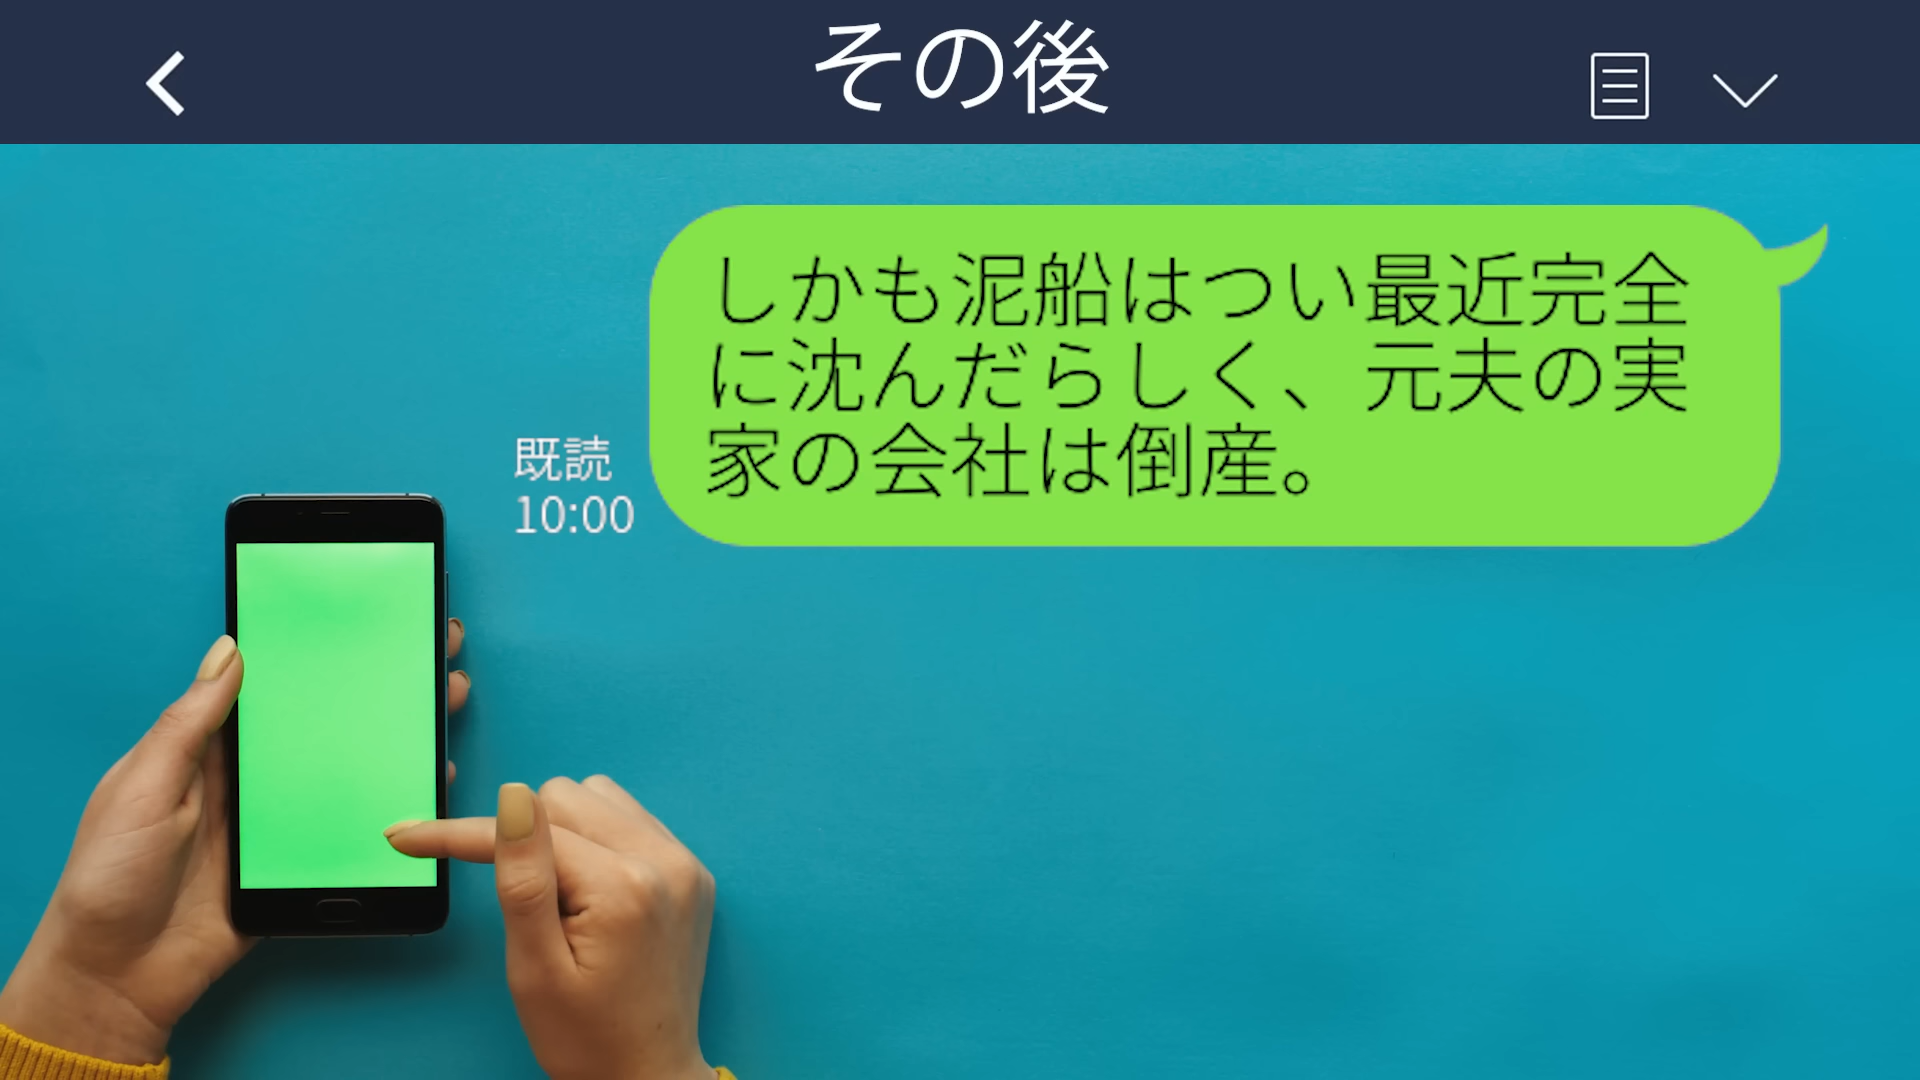 その後
しかも泥船はつい最近完全
に沈んだらしく、元夫の実
家の会社は倒産。
既読
10:00